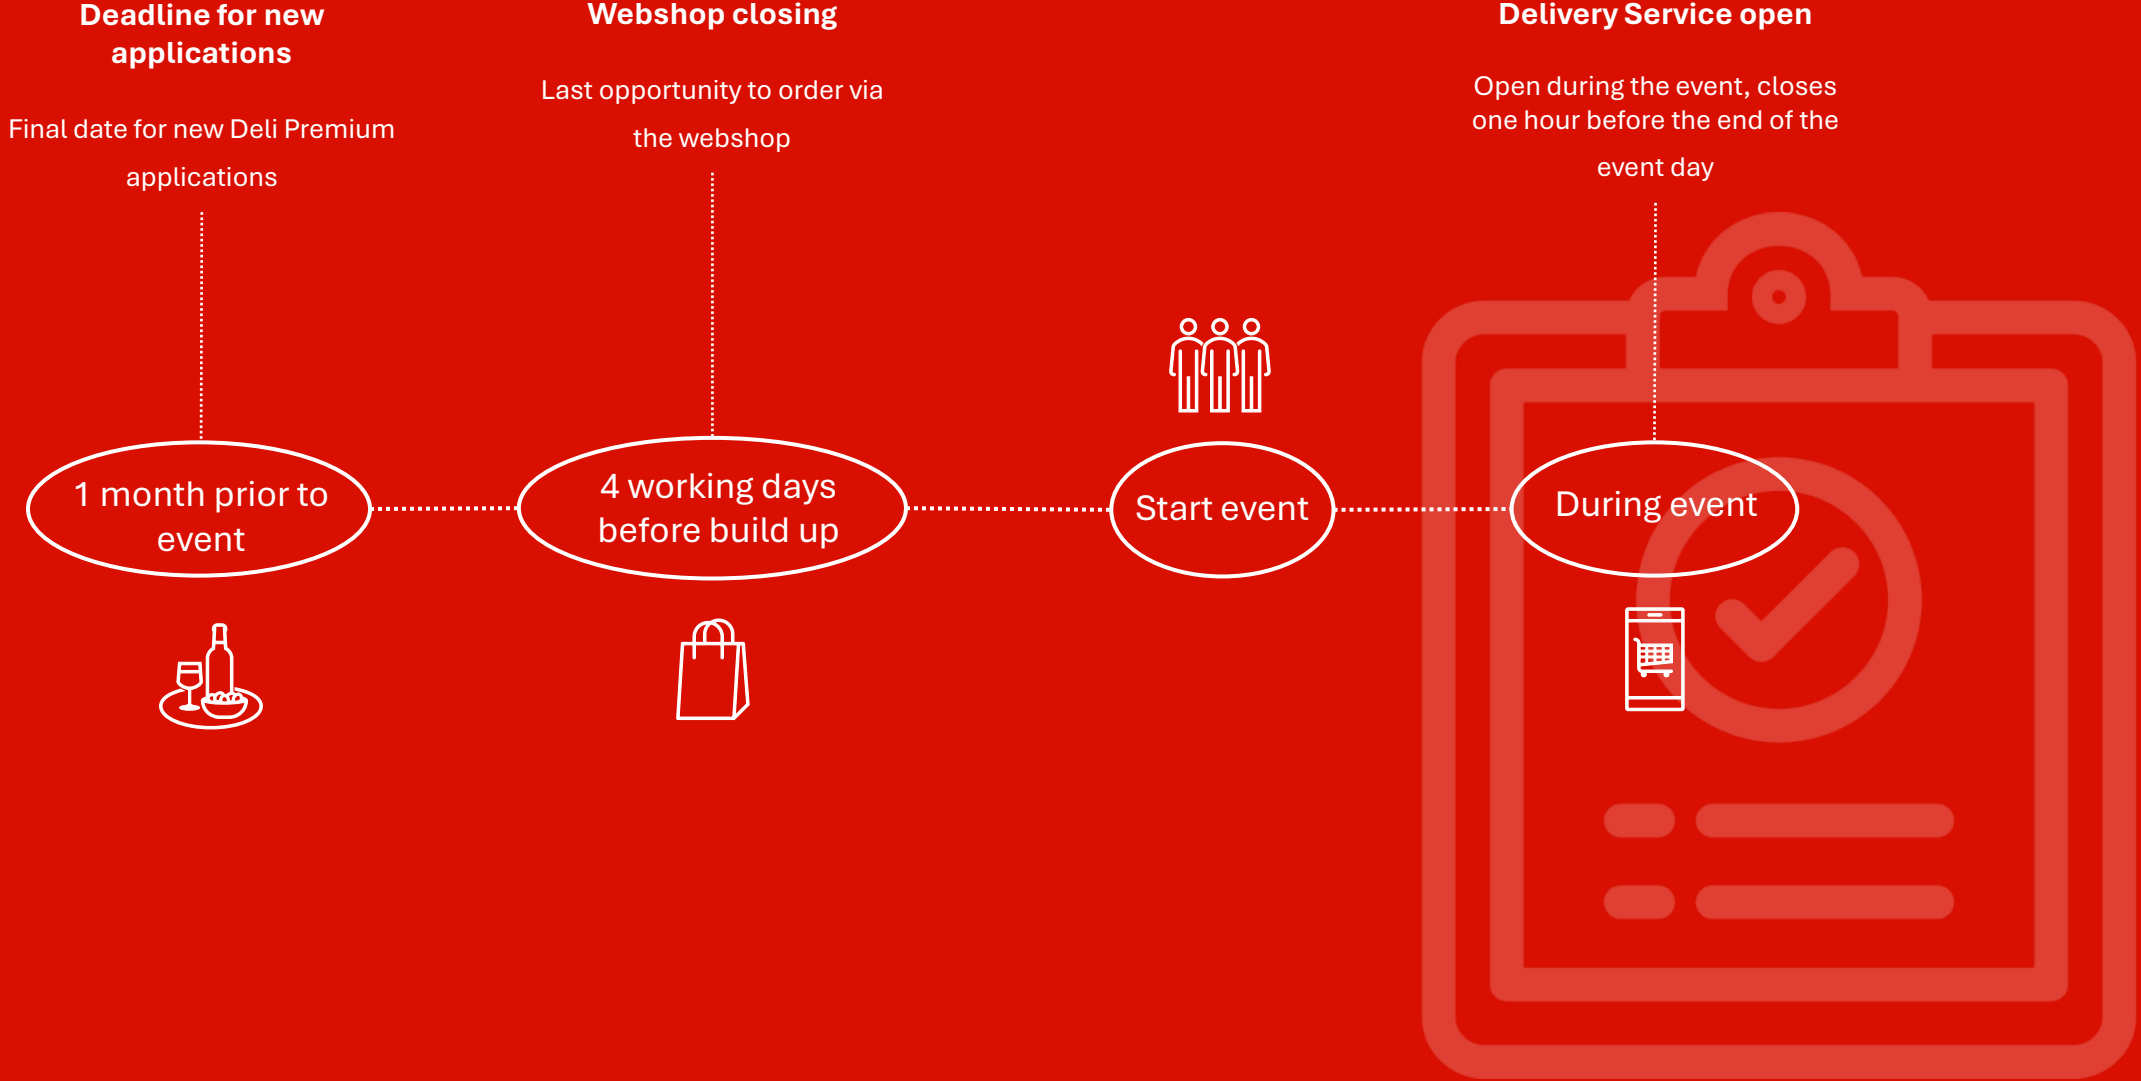 Deadline for new
applications
Final date for new Deli Premium
applications
1 month prior to
event
Webshop closing
Last opportunity to order via
the webshop
4 working days
before build up
Start event
Delivery Service open
Open during the event, closes
one hour before the end of the
event day
During event